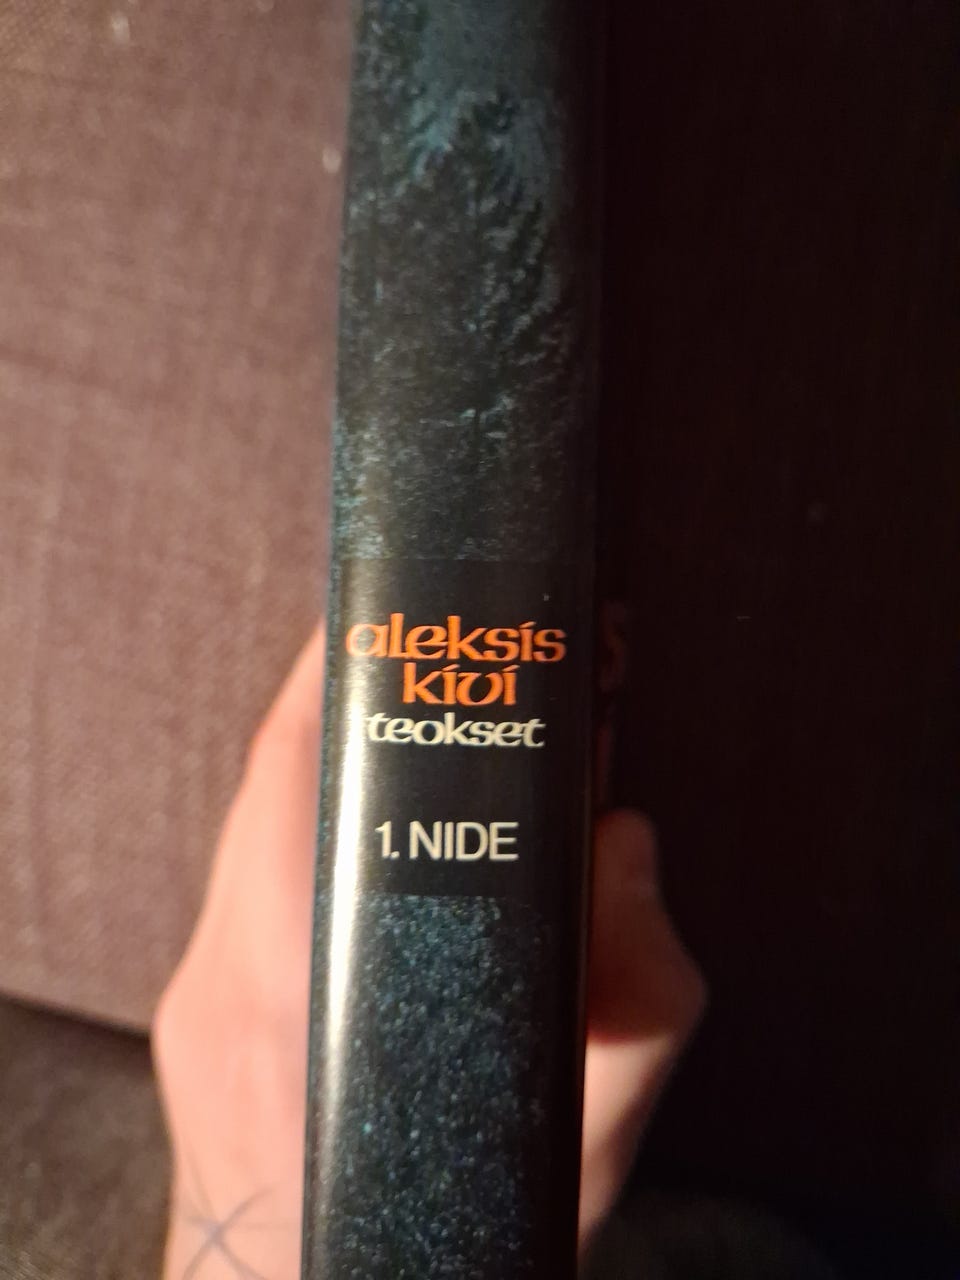 aleksis
kivi
teokset
1. NIDE